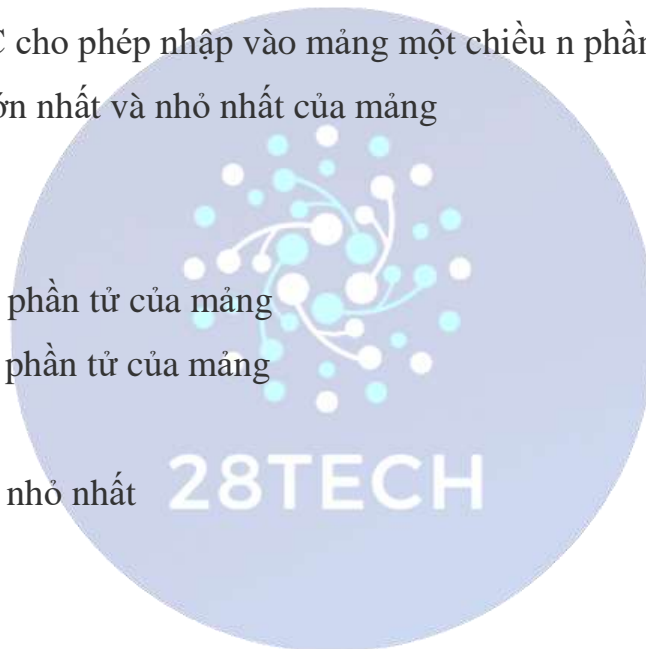 C cho phép nhập vào mảng một chiều n phần
ớn nhất và nhỏ nhất của mảng
phần tử của mảng
phần tử của mảng
nhỏ nhất
28TECH